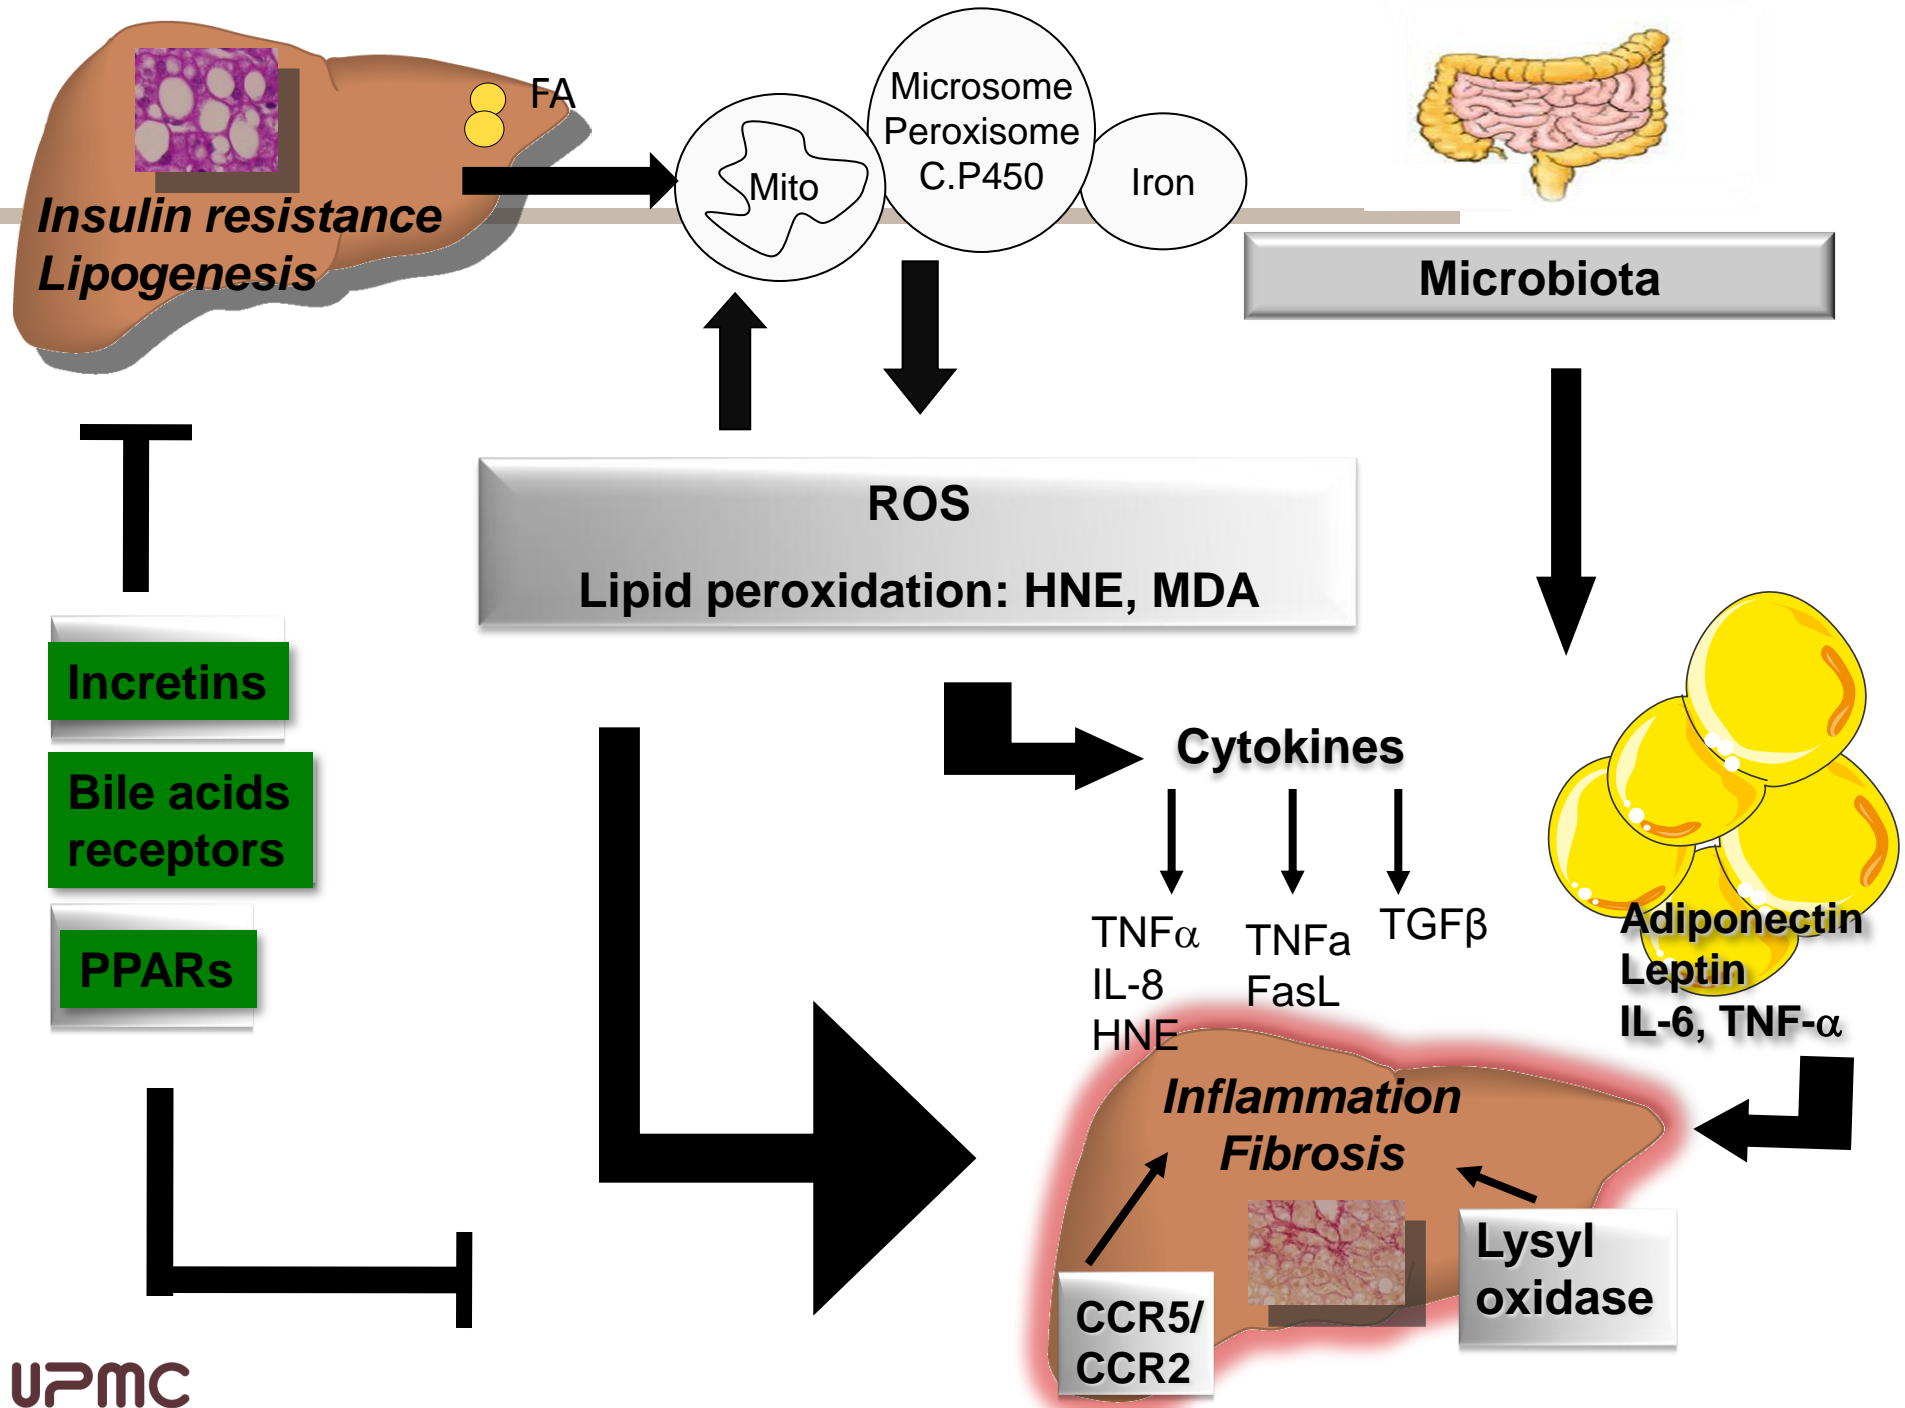 FA
Insulin resistance
Lipogenesis
Mito
Microsome
Peroxisome
C.P450
Iron
Microbiota
ROS
Lipid peroxidation: HNE, MDA
Incretins
Bile acids
receptors
PPARs
Cytokines
TNFα
IL-8
HNE
TNFa
FasL
TGFβ
Adiponectin
Leptin
IL-6, TNF-α
Inflammation
Fibrosis
CCR5/
CCR2
Lysyl
oxidase
UPMC